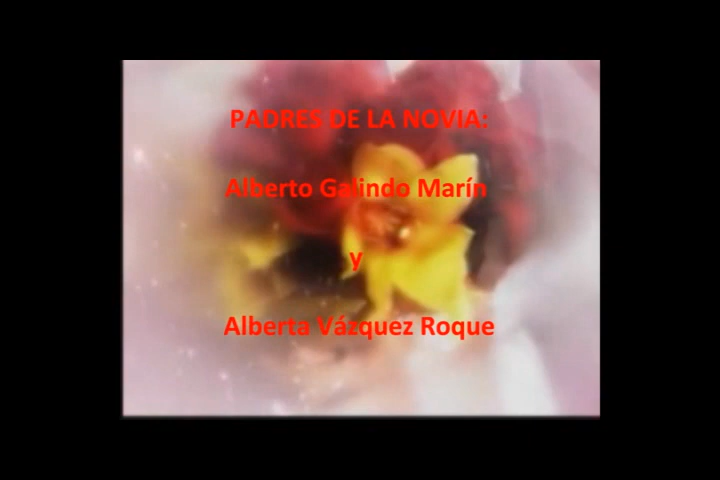 PADRES DE LA NOVIA:
Alberto Galindo Marín
y
Alberta Vázquez Roque